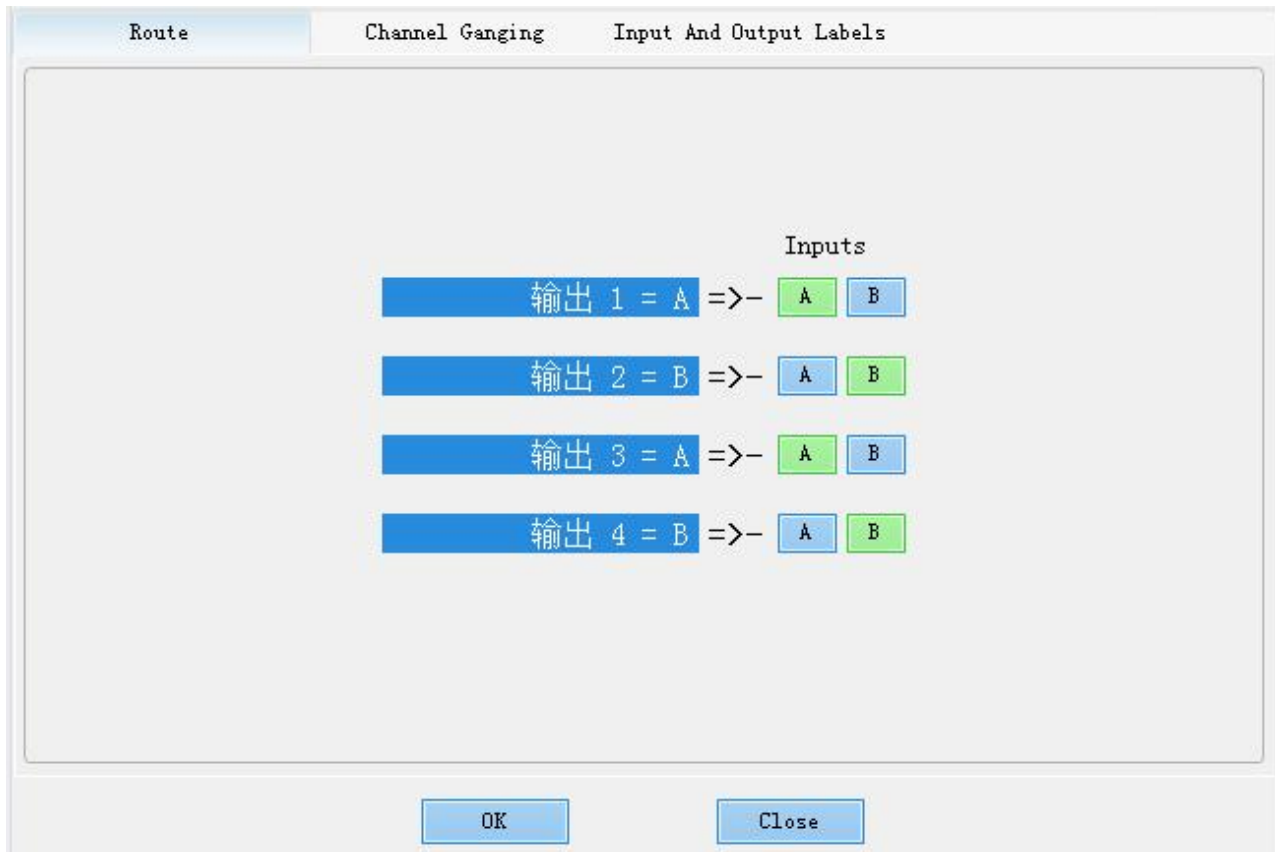 Route Channel Ganging Input And Output Labels
Inputs
输出 1 = A =>- A B
输出 2 = B =>- A B
输出 3 = A =>- A B
输出 4 = B =>- A B
OK Close